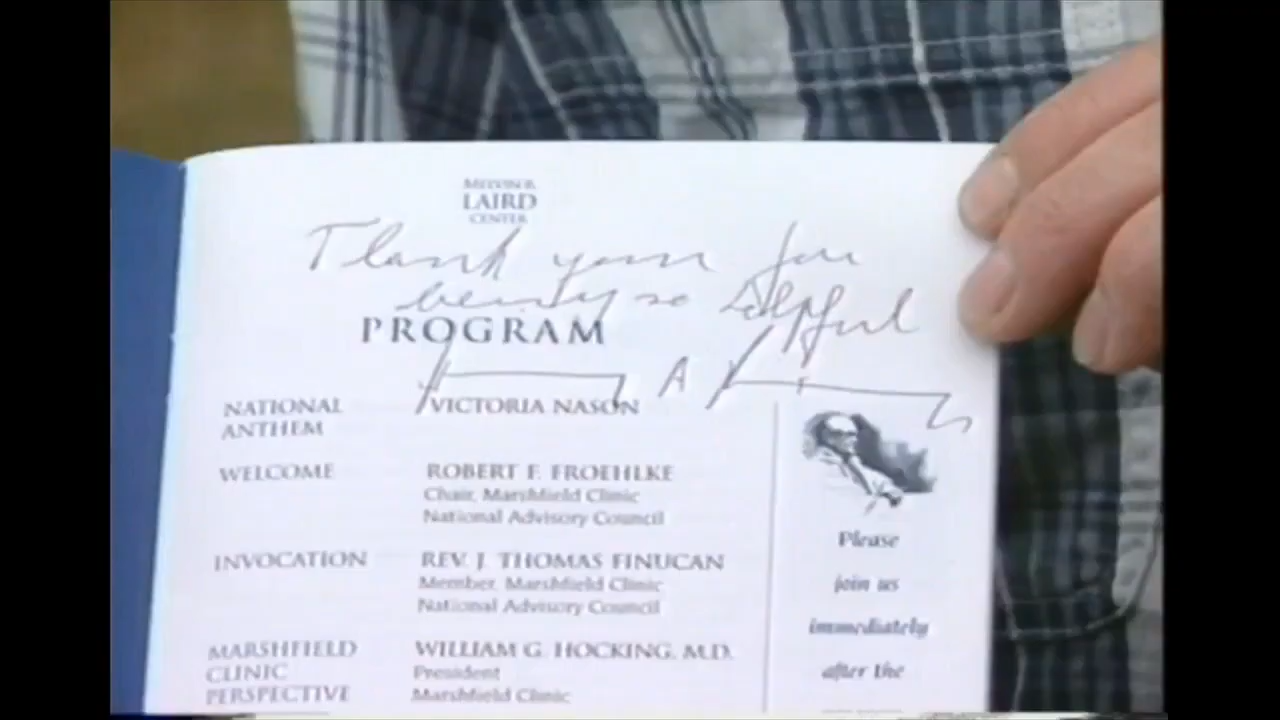 MELVIN R.
LAIRD
CENTER
Thank you for
being so helpful
PROGRAM
A
NATIONAL ANTHEM
VICTORIA NASON
WELCOME
ROBERT F. FROEHLKE
Chair, Marshfield Clinic
National Advisory Council
INVOCATION
REV. J. THOMAS FINUCAN
Member, Marshfield Clinic
National Advisory Council
MARSHFIELD
CLINIC
PERSPECTIVE
WILLIAM G. HOCKING, M.D.
President
Marshfield Clinic
Please
join us
immediately
after the